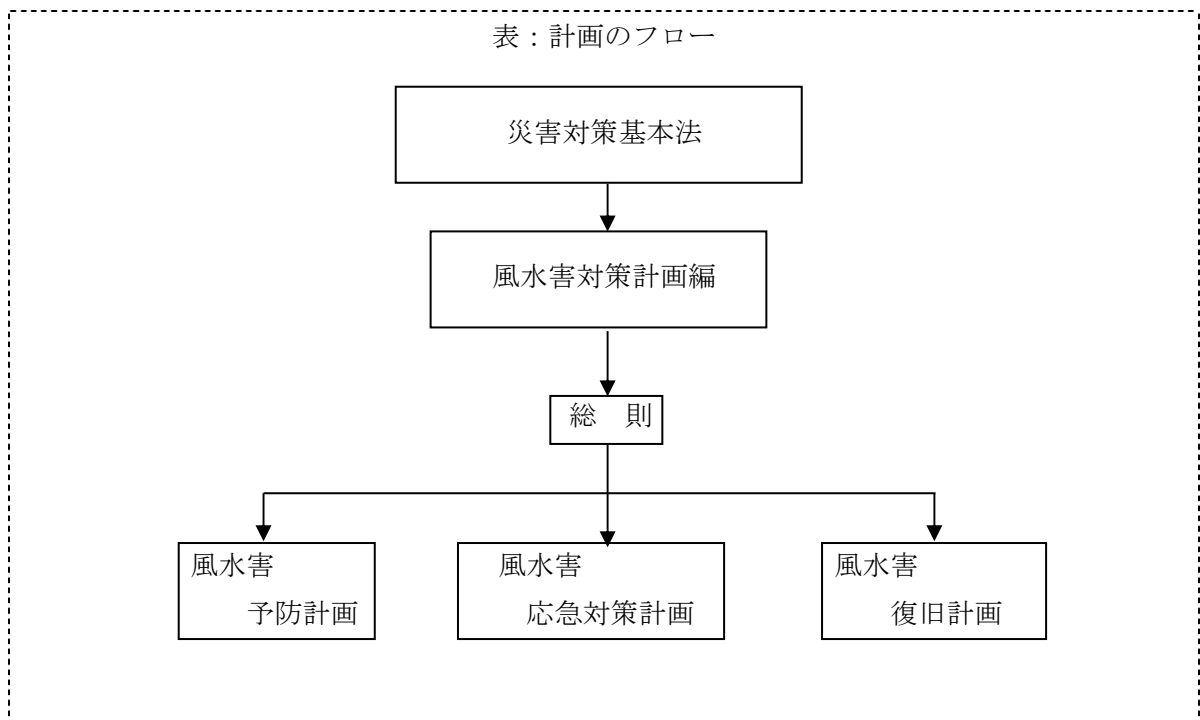 表：計画のフロー
災害対策基本法
風水害対策計画編
総　則
風水害
予防計画
風水害
応急対策計画
風水害
復旧計画